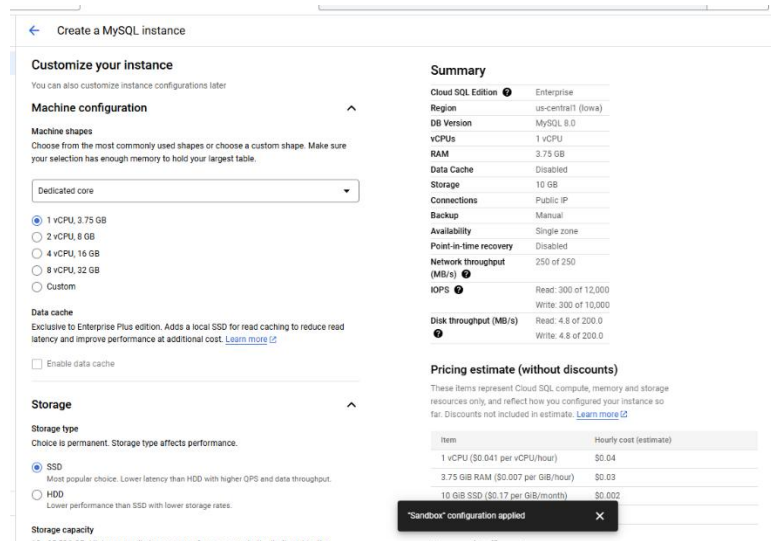 Create a MySQL instance
Customize your instance
You can also customize instance configurations later
Machine configuration
Machine shapes
Choose from the most commonly used shapes or choose a custom shape. Make sure
your selection has enough memory to hold your largest table.
Dedicated core
1 vCPU, 3.75 GB
2 vCPU, 8 GB
4 vCPU, 16 GB
8 vCPU, 32 GB
Custom
Data cache
Exclusive to Enterprise Plus edition. Adds a local SSD for read caching to reduce read
latency and improve performance at additional cost. Learn more
Enable data cache
Storage
Storage type
Choice is permanent. Storage type affects performance.
SSD
Most popular choice. Lower latency than HDD with higher QPS and data throughput.
HDD
Lower performance than SSD with lower storage rates.
Storage capacity
Summary
Cloud SQL Edition Enterprise
Region us-central1 (Iowa)
DB Version MySQL 8.0
vCPUs 1 vCPU
RAM 3.75 GB
Data Cache Disabled
Storage 10 GB
Connections Public IP
Backup Manual
Availability Single zone
Point-in-time recovery Disabled
Network throughput 250 of 250
(MB/s)
IOPS Read: 300 of 12,000
Write: 300 of 10,000
Disk throughput (MB/s) Read: 4.8 of 200.0
Write: 4.8 of 200.0
Pricing estimate (without discounts)
These items represent Cloud SQL compute, memory and storage
resources only, and reflect how you configured your instance so
far. Discounts not included in estimate. Learn more
Item Hourly cost (estimate)
1 vCPU ($0.041 per vCPU/hour) $0.04
3.75 GiB RAM ($0.007 per GiB/hour) $0.03
10 GiB SSD ($0.17 per GiB/month) $0.002
"Sandbox" configuration applied